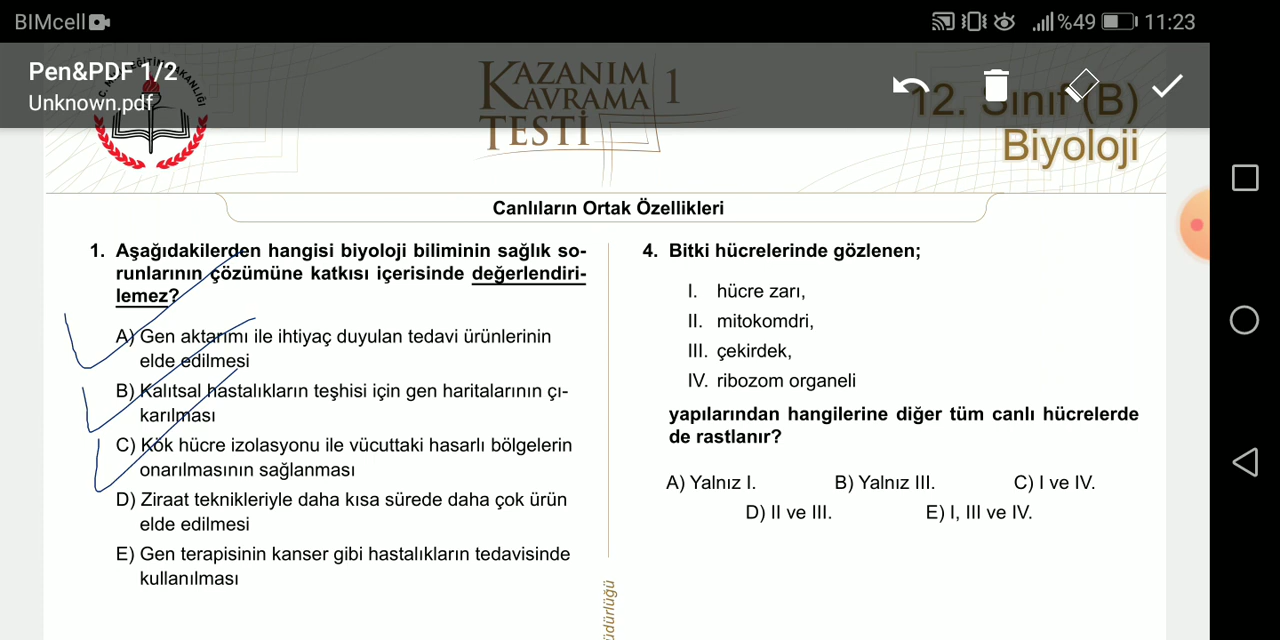 BIMcell
%49
11:23
Pen&PDF 1/2
Unknown.pdf
KAZANIM
KAVRAMA 1
TESTİ
12. Sınıf (B)
Biyoloji
Canlıların Ortak Özellikleri
1. Aşağıdakilerden hangisi biyoloji biliminin sağlık so-
runlarının çözümüne katkısı içerisinde değerlendiri-
lemez?
A) Gen aktarımı ile ihtiyaç duyulan tedavi ürünlerinin
elde edilmesi
B) Kalıtsal hastalıkların teşhisi için gen haritalarının çı-
karılması
C) Kök hücre izolasyonu ile vücuttaki hasarlı bölgelerin
onarılmasının sağlanması
D) Ziraat teknikleriyle daha kısa sürede daha çok ürün
elde edilmesi
E) Gen terapisinin kanser gibi hastalıkların tedavisinde
kullanılması
4. Bitki hücrelerinde gözlenen;
I. hücre zarı,
II. mitokomdri,
III. çekirdek,
IV. ribozom organeli
yapılarından hangilerine diğer tüm canlı hücrelerde
de rastlanır?
A) Yalnız I. B) Yalnız III. C) I ve IV.
D) II ve III. E) I, III ve IV.